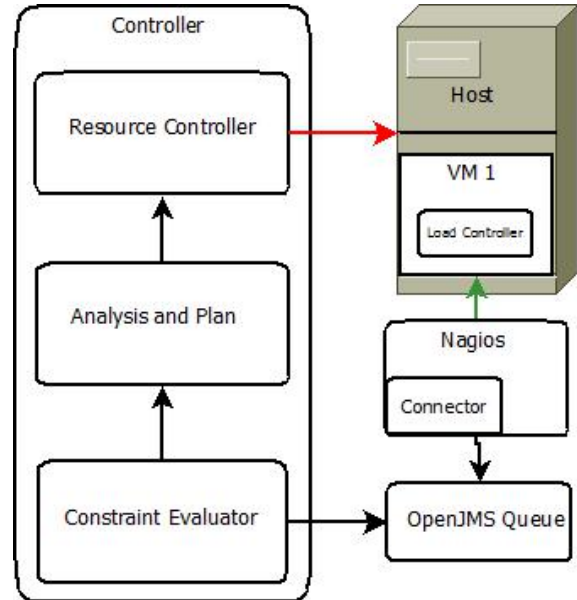 Controller
Resource Controller
Analysis and Plan
Constraint Evaluator
Host
VM 1
Load Controller
Nagios
Connector
OpenJMS Queue